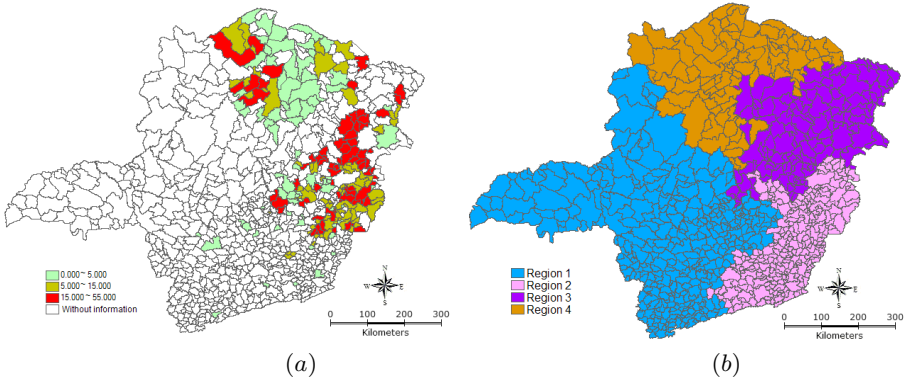 0.000~ 5.000
5.000~ 15.000
15.000~ 55.000
Without information
N
W E
S
0 100 200 300
Kilometers
(a)
Region 1
Region 2
Region 3
Region 4
N
W E
S
0 100 200 300
Kilometers
(b)